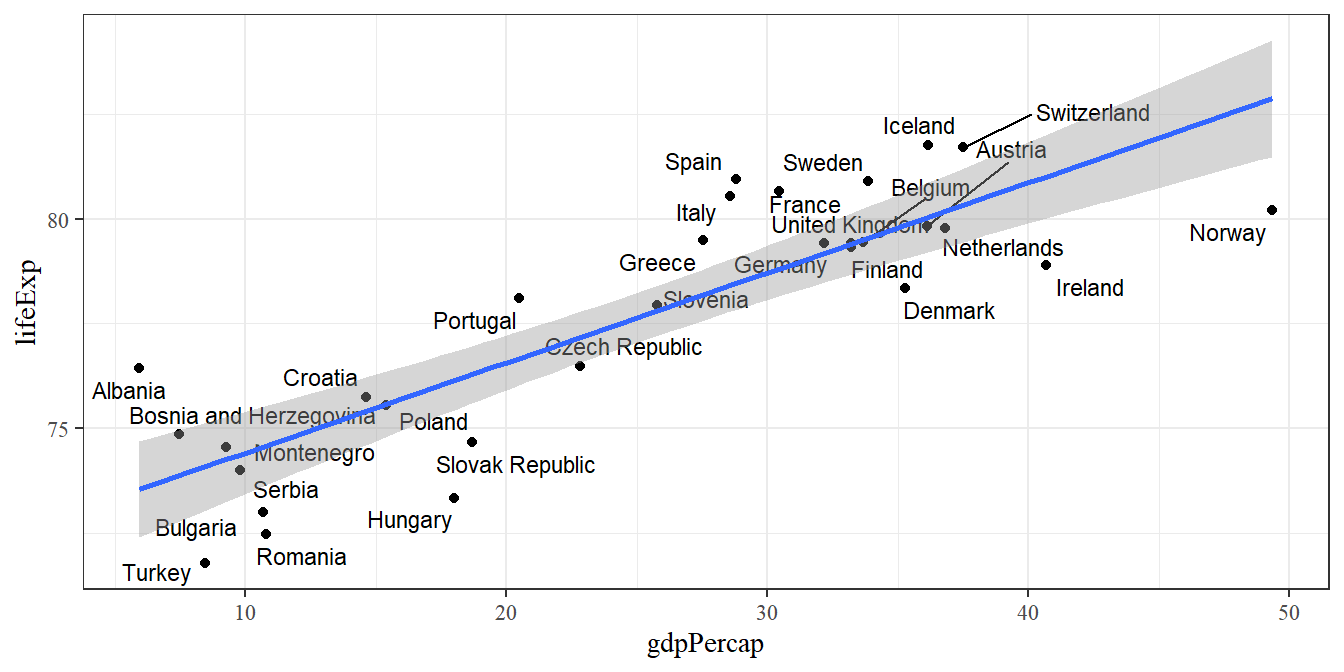 Switzerland
Iceland
Austria
Spain
Sweden
Belgium
France
Italy
United Kingdom
80
Norway
Netherlands
Greece
Germany
Finland
Ireland
Slovenia
Denmark
lifeExp
Portugal
Czech Republic
Croatia
Albania
Bosnia and Herzegovina
Poland
75
Montenegro
Slovak Republic
Serbia
Hungary
Bulgaria
Romania
Turkey
10
20
30
40
50
gdpPercap